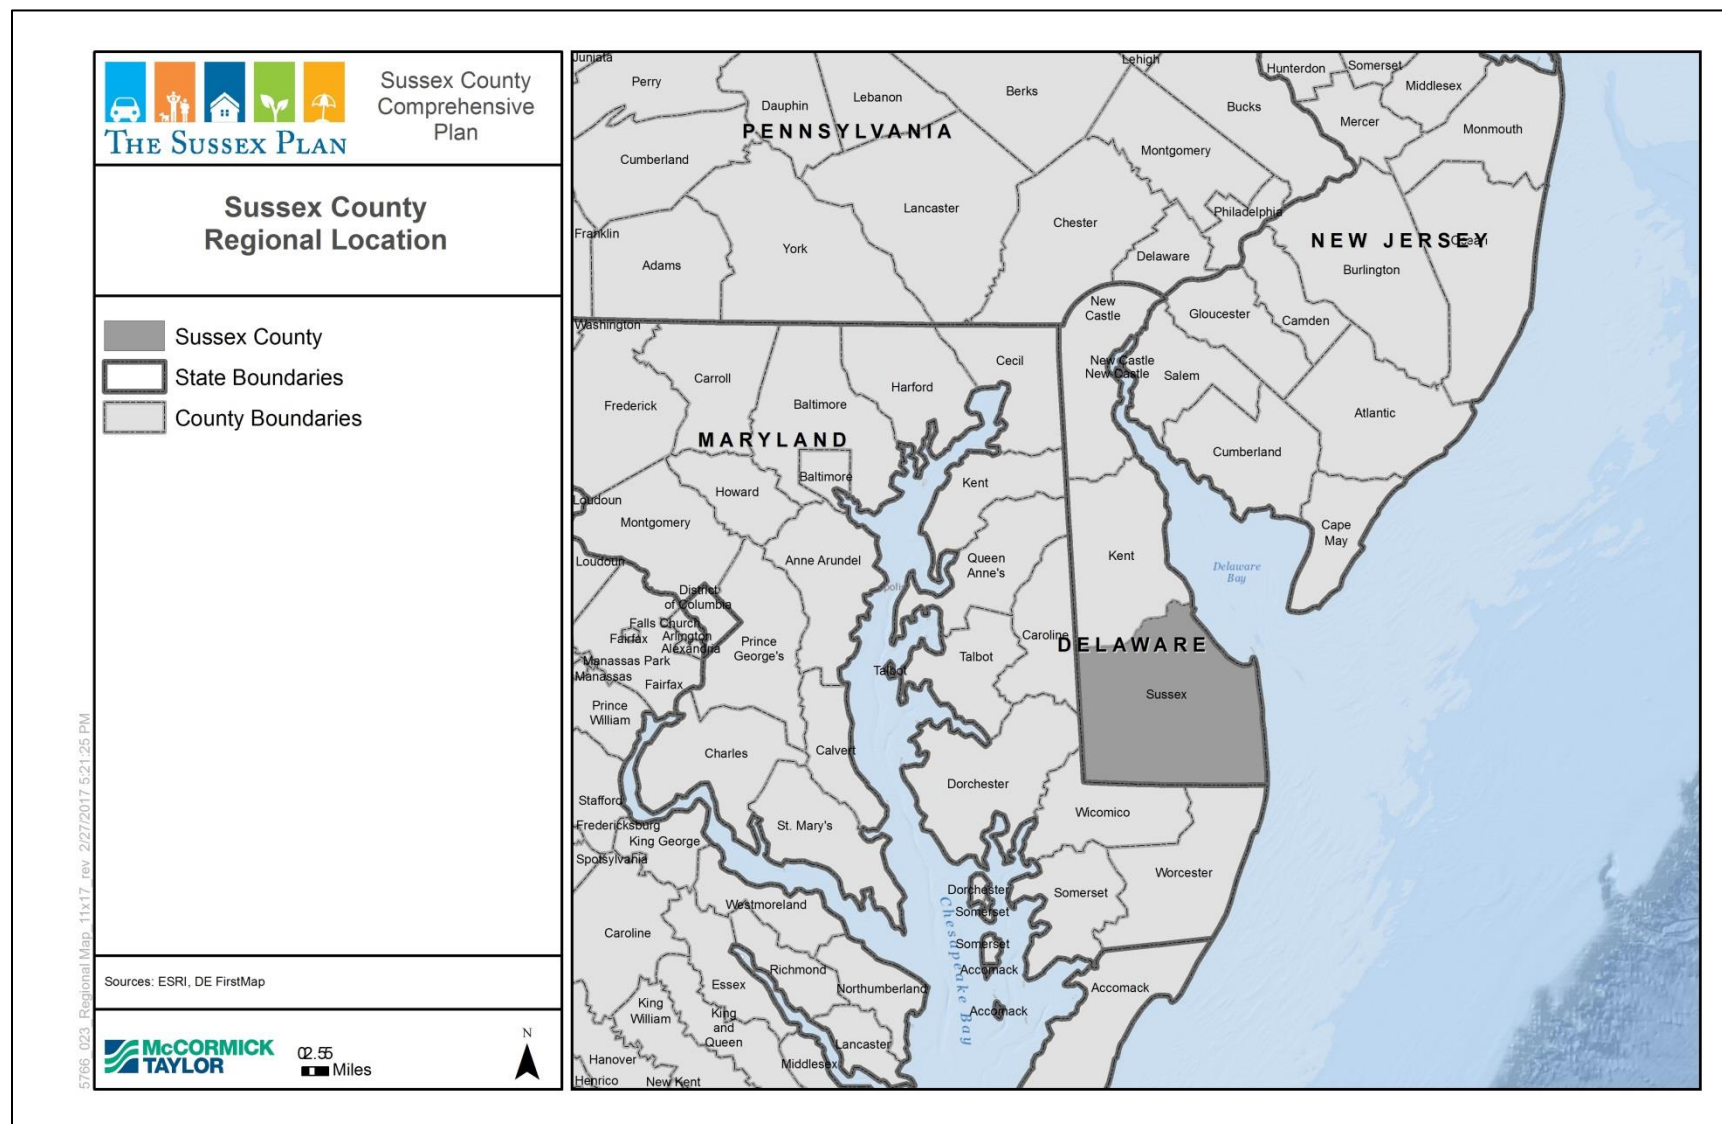 THE SUSSEX PLAN
Sussex County
Comprehensive
Plan
Sussex County
Regional Location
Sussex County
State Boundaries
County Boundaries
Sources: ESRI, DE FirstMap
McCORMICK
TAYLOR
Miles
N
5766_023_Regional Map_11x17_rev 2/27/2017 5:21:25 PM
Juniata
Perry
Dauphin
Lebanon
Berks
Lehigh
Bucks
Hunterdon
Somerset
Middlesex
Mercer
Monmouth
PENNSYLVANIA
Cumberland
Montgomery
Lancaster
Chester
Philadelphia
Franklin
York
Adams
Delaware
NEW JERSEY
Ocean
Burlington
New
Castle
Gloucester
Camden
Washington
Carroll
Harford
Cecil
New Castle
New Castle
Salem
Frederick
Baltimore
Atlantic
MARYLAND
Cumberland
Baltimore
Howard
Kent
Loudoun
Montgomery
Cape
May
Loudoun
Anne Arundel
Queen
Anne's
Kent
Delaware
Bay
District
of Columbia
Falls Church
Fairfax
Arlington
Alexandria
Prince
George's
Caroline
DELAWARE
Manassas Park
Manassas
Fairfax
Talbot
Talbot
Sussex
Prince
William
Charles
Calvert
Dorchester
Stafford
Wicomico
Fredericksburg
King George
St. Mary's
Spotsylvania
Worcester
Dorchester
Somerset
Somerset
Westmoreland
Chesapeake Bay
Caroline
Somerset
Accomack
Richmond
Essex
Northumberland
Accomack
King
William
King
and
Queen
Accomack
Lancaster
Hanover
Middlesex
Henrico
New Kent